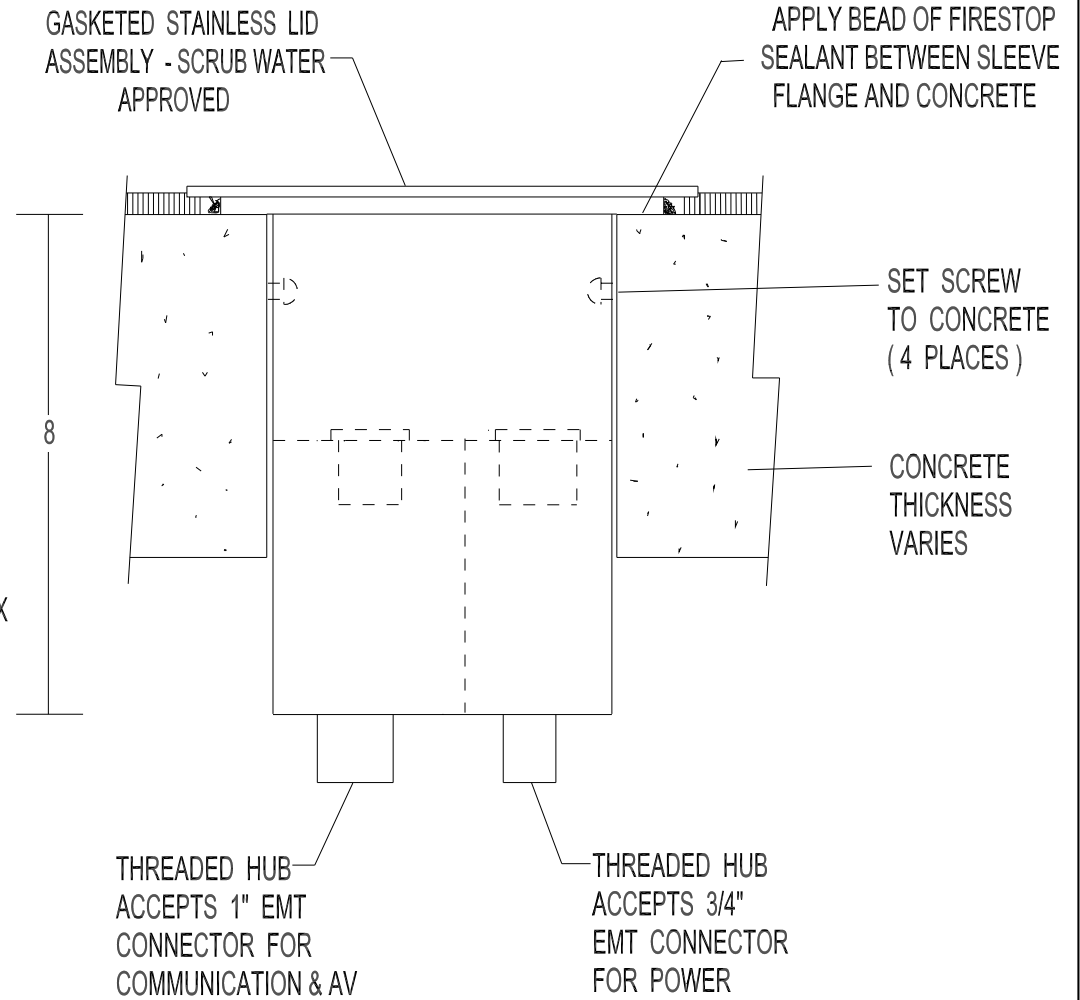 GASKETED STAINLESS LID
ASSEMBLY - SCRUB WATER
APPROVED
APPLY BEAD OF FIRESTOP
SEALANT BETWEEN SLEEVE
FLANGE AND CONCRETE
SET SCREW
TO CONCRETE
( 4 PLACES )
8
CONCRETE
THICKNESS
VARIES
X
THREADED HUB
ACCEPTS 1" EMT
CONNECTOR FOR
COMMUNICATION & AV
THREADED HUB
ACCEPTS 3/4"
EMT CONNECTOR
FOR POWER